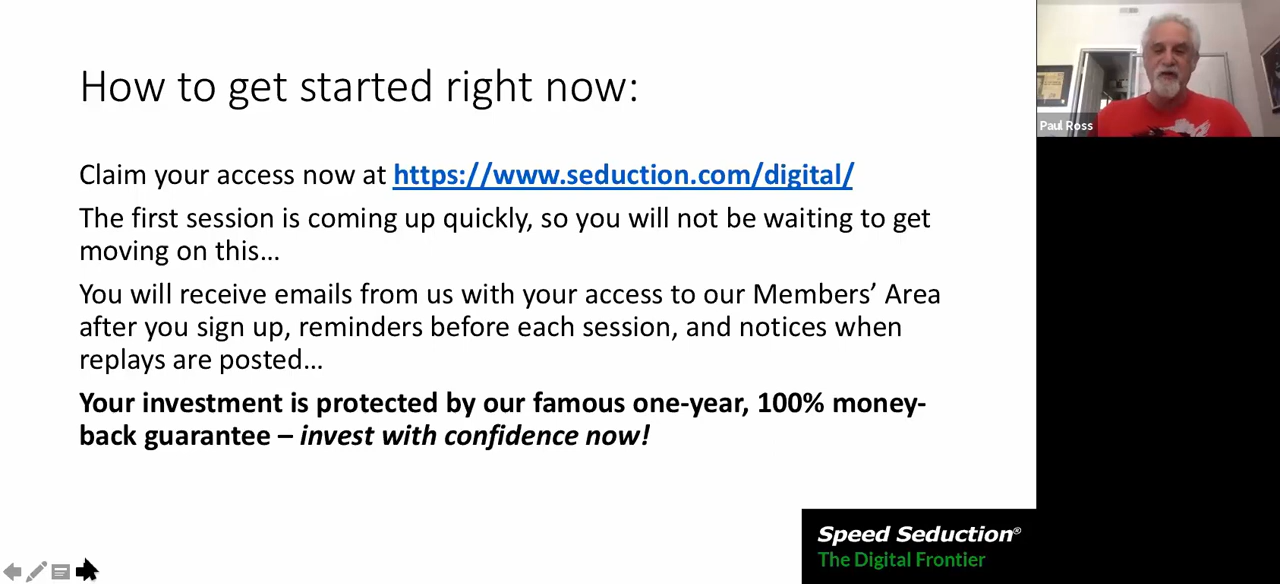 How to get started right now:
Claim your access now at https://www.seduction.com/digital/
The first session is coming up quickly, so you will not be waiting to get
moving on this...
You will receive emails from us with your access to our Members’ Area
after you sign up, reminders before each session, and notices when
replays are posted...
Your investment is protected by our famous one-year, 100% money-
back guarantee – invest with confidence now!
Paul Ross
Speed Seduction®
The Digital Frontier